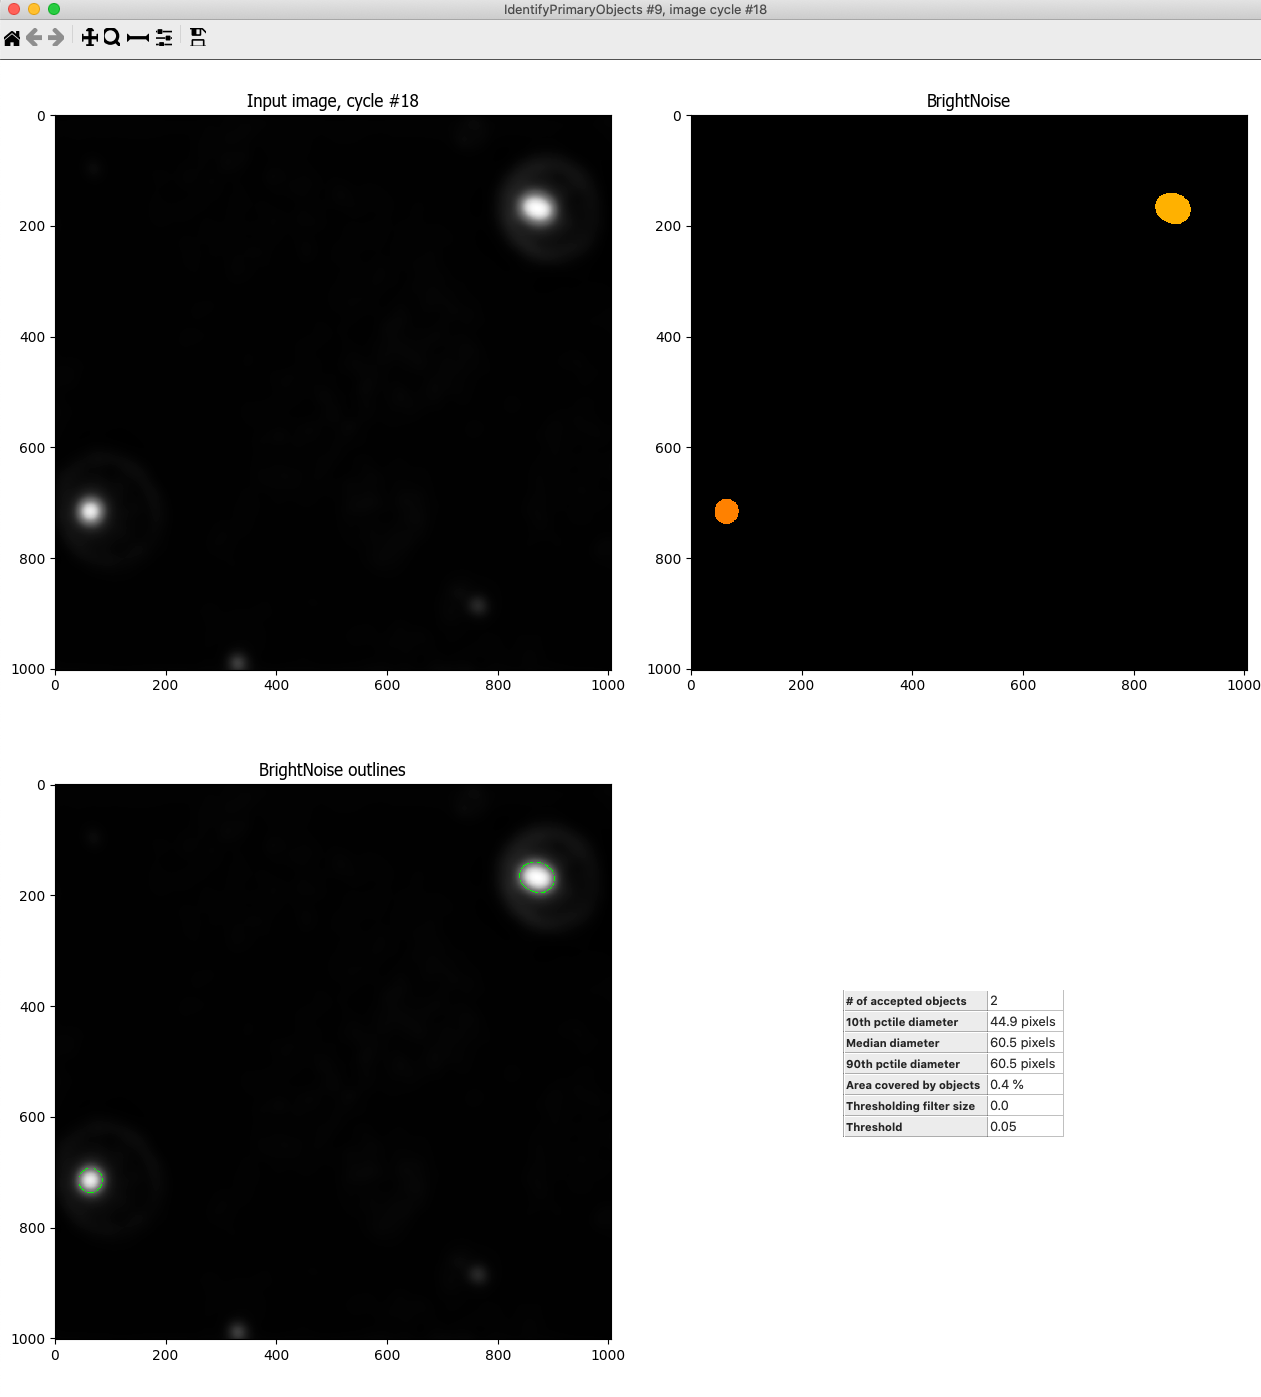 IdentifyPrimaryObjects #9, image cycle #18
Input image, cycle #18
0
200
400
600
800
1000
0 200 400 600 800 1000
BrightNoise
0
200
400
600
800
1000
0 200 400 600 800 1000
BrightNoise outlines
0
200
400
600
800
1000
0 200 400 600 800 1000
# of accepted objects 2
10th pctile diameter 44.9 pixels
Median diameter 60.5 pixels
90th pctile diameter 60.5 pixels
Area covered by objects 0.4 %
Thresholding filter size 0.0
Threshold 0.05